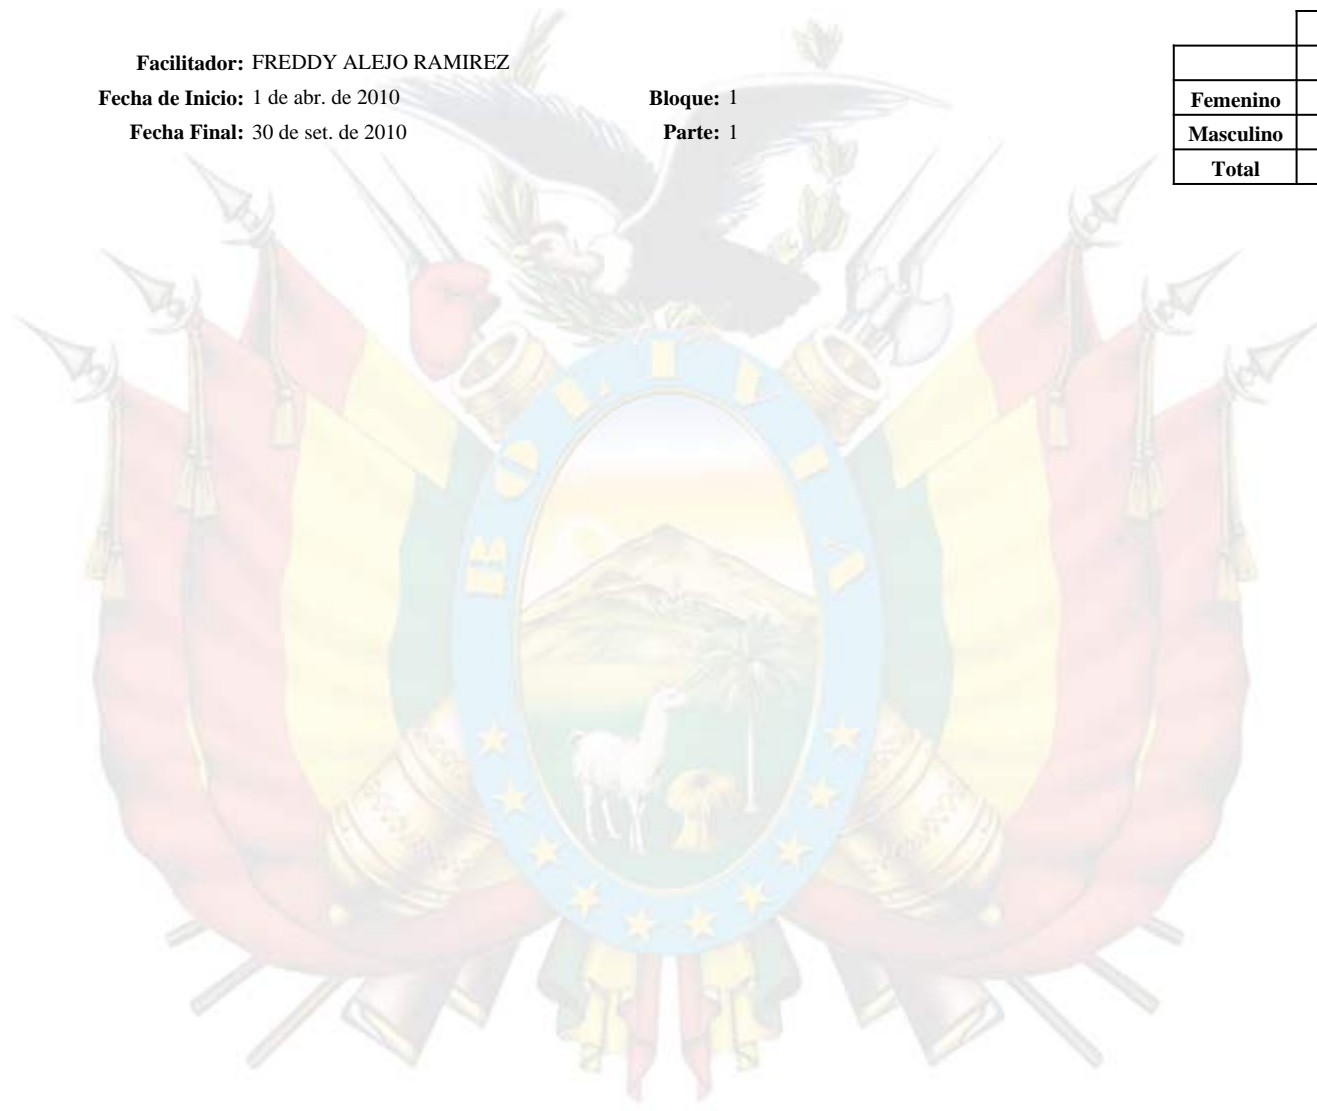 Facilitador: FREDDY ALEJO RAMIREZ
Fecha de Inicio: 1 de abr. de 2010 Bloque: 1
Fecha Final: 30 de set. de 2010 Parte: 1
Femenino
Masculino
Total
BOLIVIA